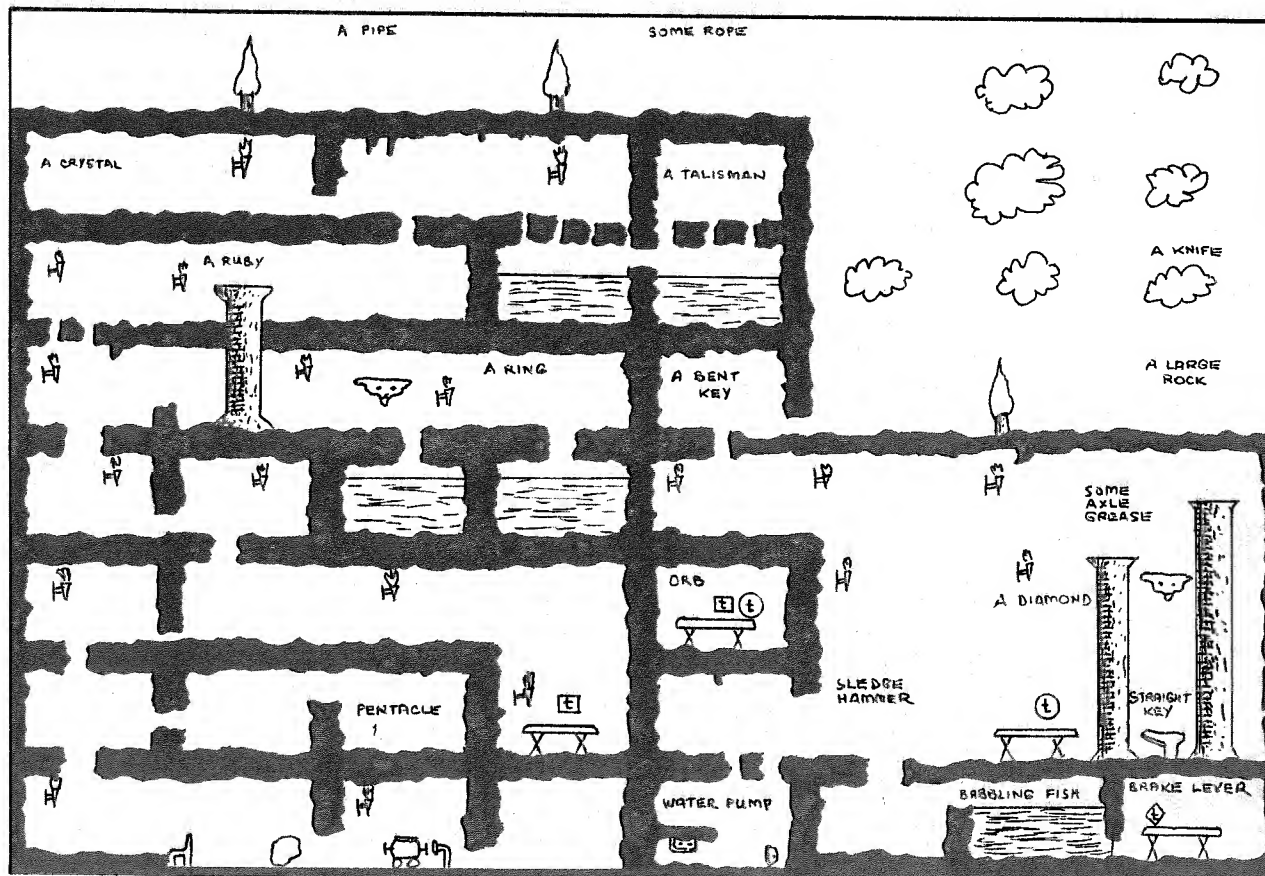 A PIPE
SOME ROPE
A CRYSTAL
A TALISMAN
A RUBY
A KNIFE
A RING
A BENT
KEY
A LARGE
ROCK
SOME
AXLE
GREASE
ORB
t t
A DIAMOND
SLEDGE
HAMMER
STRAIGHT
KEY
t
t
PENTACLE
1
WATER PUMP
BABBLING FISH
BRAKE LEVER
t